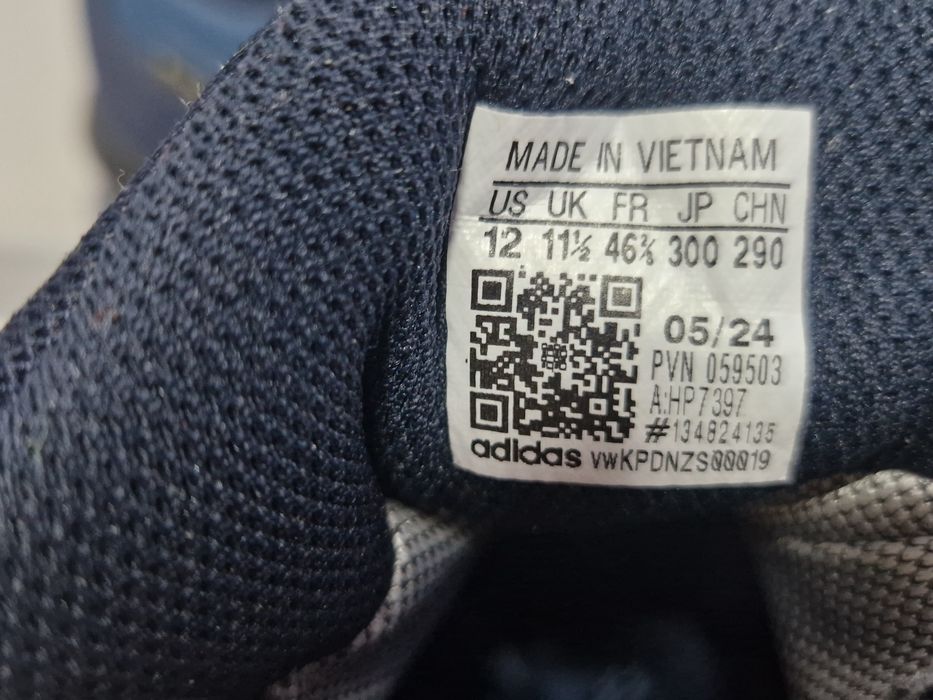 MADE IN VIETNAM
US UK FR JP CHN
12 11½ 46⅔ 300 290
05/24
PVN 059503
A:HP7397
#134824135
adidas vwKPDNZS00019